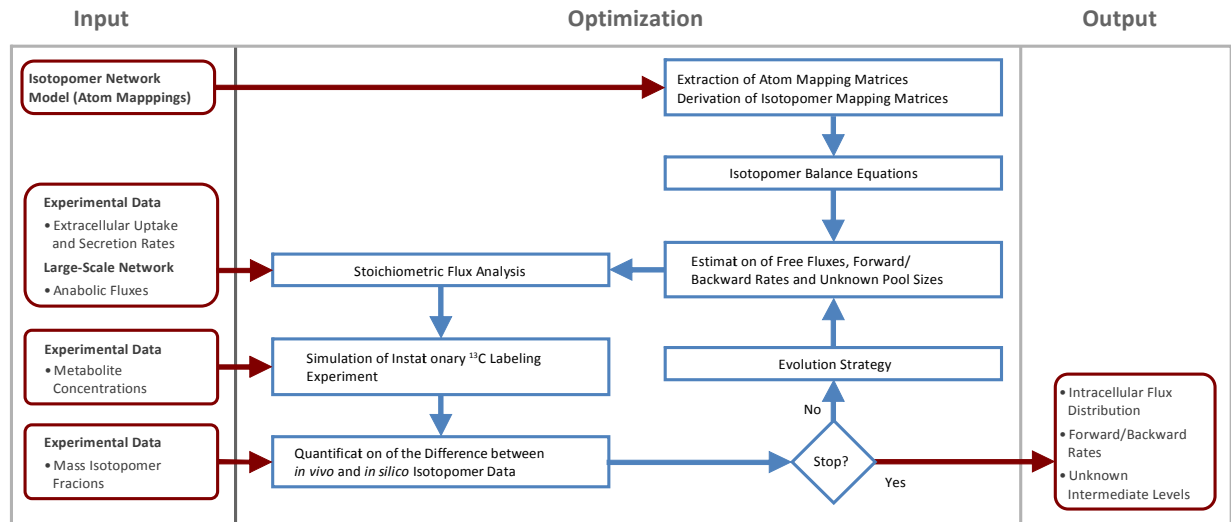 Input
Optimization
Output
Isotopomer Network
Model (Atom Mapppings)
Extraction of Atom Mapping Matrices
Derivation of Isotopomer Mapping Matrices
Isotopomer Balance Equations
Experimental Data
• Extracellular Uptake
and Secretion Rates
Large-Scale Network
• Anabolic Fluxes
Stoichiometric Flux Analysis
Estimat on of Free Fluxes, Forward/
Backward Rates and Unknown Pool Sizes
Experimental Data
• Metabolite
Concentrations
Simulation of Instat onary ¹³C Labeling
Experiment
Evolution Strategy
No
Experimental Data
• Mass Isotopomer
Fracions
Quantificat on of the Difference between
in vivo and in silico Isotopomer Data
Stop?
Yes
• Intracellular Flux
Distribution
• Forward/Backward
Rates
• Unknown
Intermediate Levels